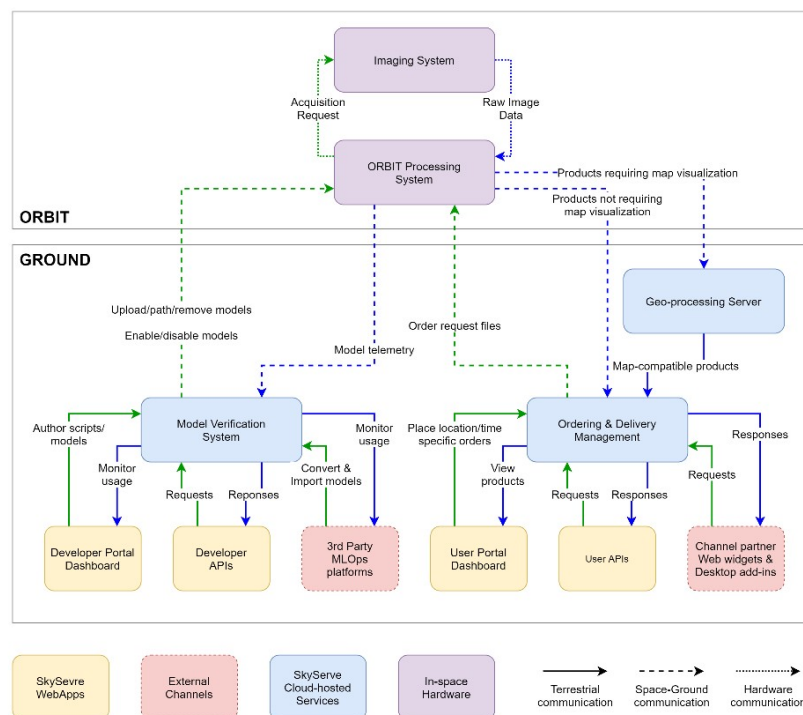 Imaging System
Acquisition
Request
Raw Image
Data
ORBIT Processing
System
Products requiring map visualization
Products not requiring
map visualization
ORBIT
GROUND
Geo-processing Server
Upload/path/remove models
Enable/disable models
Order request files
Model telemetry
Map-compatible products
Author scripts/
models
Model Verification
System
Monitor
usage
Place location/time
specific orders
Ordering & Delivery
Management
Responses
Monitor
usage
Convert &
Import models
View
products
Requests
Requests
Reponses
Requests
Responses
Developer Portal
Dashboard
Developer
APIs
3rd Party
MLOps
platforms
User Portal
Dashboard
User APIs
Channel partner
Web widgets &
Desktop add-ins
SkySevre
WebApps
External
Channels
SkyServe
Cloud-hosted
Services
In-space
Hardware
Terrestrial
communication
Space-Ground
communication
Hardware
communication